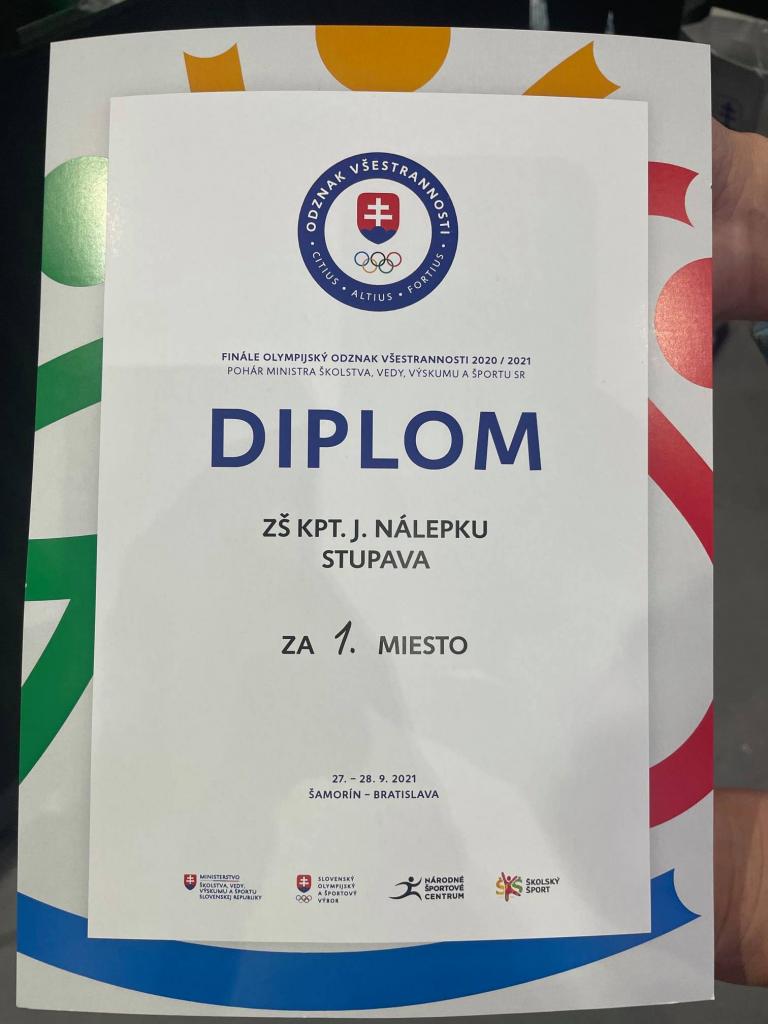 ODZNAK VŠESTRANNOSTI
• CITIUS • ALTIUS • FORTIUS •
FINÁLE OLYMPIJSKÝ ODZNAK VŠESTRANNOSTI 2020 / 2021
POHÁR MINISTRA ŠKOLSTVA, VEDY, VÝSKUMU A ŠPORTU SR
DIPLOM
ZŠ KPT. J. NÁLEPKU
STUPAVA
ZA 1. MIESTO
27. – 28. 9. 2021
ŠAMORÍN – BRATISLAVA
MINISTERSTVO
ŠKOLSTVA, VEDY,
VÝSKUMU A ŠPORTU
SLOVENSKEJ REPUBLIKY
SLOVENSKÝ
OLYMPIJSKÝ
A ŠPORTOVÝ
VÝBOR
NÁRODNÉ
ŠPORTOVÉ
CENTRUM
ŠKOLSKÝ
ŠPORT